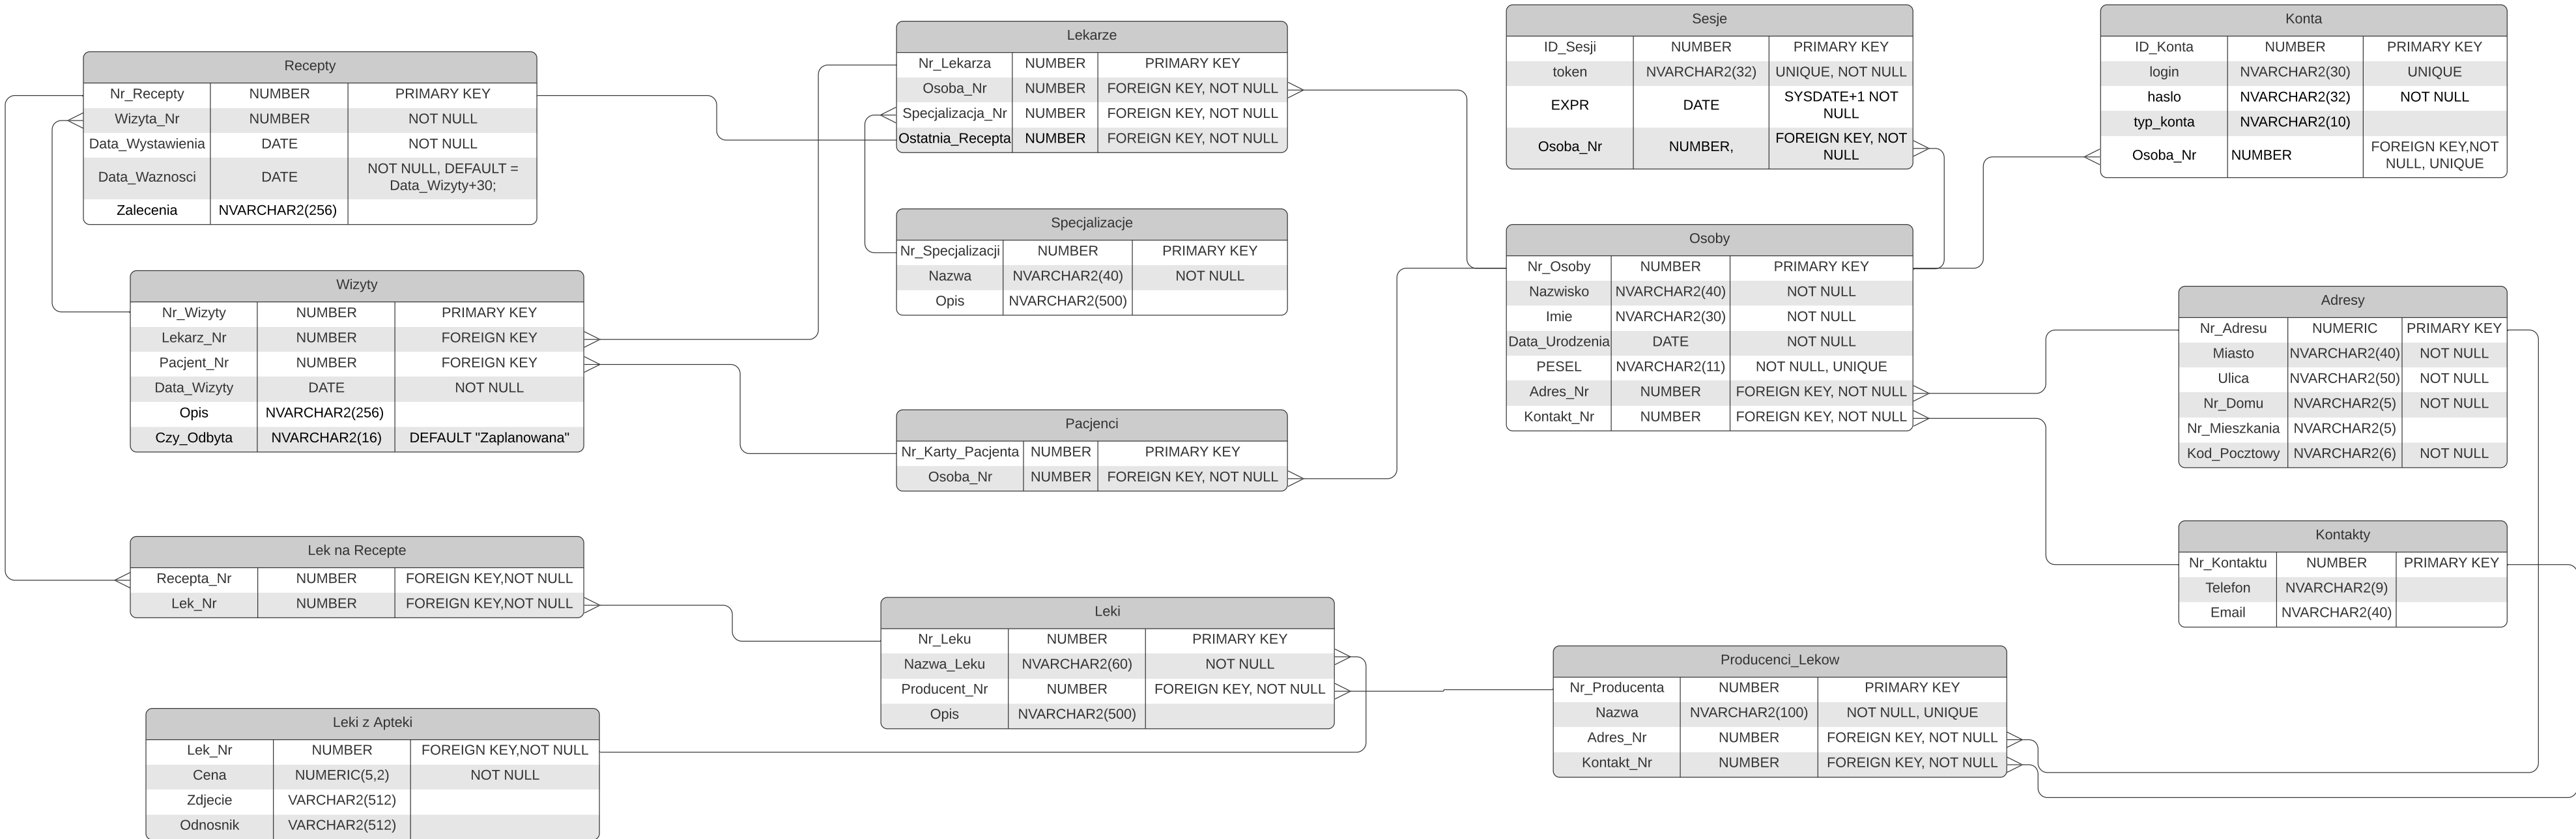 Recepty
Nr_Recepty NUMBER PRIMARY KEY
Wizyta_Nr NUMBER NOT NULL
Data_Wystawienia DATE NOT NULL
Data_Waznosci DATE NOT NULL, DEFAULT =
Data_Wizyty+30;
Zalecenia NVARCHAR2(256)
Wizyty
Nr_Wizyty NUMBER PRIMARY KEY
Lekarz_Nr NUMBER FOREIGN KEY
Pacjent_Nr NUMBER FOREIGN KEY
Data_Wizyty DATE NOT NULL
Opis NVARCHAR2(256)
Czy_Odbyta NVARCHAR2(16) DEFAULT "Zaplanowana"
Lek na Recepte
Recepta_Nr NUMBER FOREIGN KEY,NOT NULL
Lek_Nr NUMBER FOREIGN KEY,NOT NULL
Leki z Apteki
Lek_Nr NUMBER FOREIGN KEY,NOT NULL
Cena NUMERIC(5,2) NOT NULL
Zdjecie VARCHAR2(512)
Odnosnik VARCHAR2(512)
Lekarze
Nr_Lekarza NUMBER PRIMARY KEY
Osoba_Nr NUMBER FOREIGN KEY, NOT NULL
Specjalizacja_Nr NUMBER FOREIGN KEY, NOT NULL
Ostatnia_Recepta NUMBER FOREIGN KEY, NOT NULL
Specjalizacje
Nr_Specjalizacji NUMBER PRIMARY KEY
Nazwa NVARCHAR2(40) NOT NULL
Opis NVARCHAR2(500)
Pacjenci
Nr_Karty_Pacjenta NUMBER PRIMARY KEY
Osoba_Nr NUMBER FOREIGN KEY, NOT NULL
Leki
Nr_Leku NUMBER PRIMARY KEY
Nazwa_Leku NVARCHAR2(60) NOT NULL
Producent_Nr NUMBER FOREIGN KEY, NOT NULL
Opis NVARCHAR2(500)
Sesje
ID_Sesji NUMBER PRIMARY KEY
token NVARCHAR2(32) UNIQUE, NOT NULL
EXPR DATE SYSDATE+1 NOT
NULL
Osoba_Nr NUMBER, FOREIGN KEY, NOT
NULL
Osoby
Nr_Osoby NUMBER PRIMARY KEY
Nazwisko NVARCHAR2(40) NOT NULL
Imie NVARCHAR2(30) NOT NULL
Data_Urodzenia DATE NOT NULL
PESEL NVARCHAR2(11) NOT NULL, UNIQUE
Adres_Nr NUMBER FOREIGN KEY, NOT NULL
Kontakt_Nr NUMBER FOREIGN KEY, NOT NULL
Producenci_Lekow
Nr_Producenta NUMBER PRIMARY KEY
Nazwa NVARCHAR2(100) NOT NULL, UNIQUE
Adres_Nr NUMBER FOREIGN KEY, NOT NULL
Kontakt_Nr NUMBER FOREIGN KEY, NOT NULL
Konta
ID_Konta NUMBER PRIMARY KEY
login NVARCHAR2(30) UNIQUE
haslo NVARCHAR2(32) NOT NULL
typ_konta NVARCHAR2(10)
Osoba_Nr NUMBER FOREIGN KEY,NOT
NULL, UNIQUE
Adresy
Nr_Adresu NUMERIC PRIMARY KEY
Miasto NVARCHAR2(40) NOT NULL
Ulica NVARCHAR2(50) NOT NULL
Nr_Domu NVARCHAR2(5) NOT NULL
Nr_Mieszkania NVARCHAR2(5)
Kod_Pocztowy NVARCHAR2(6) NOT NULL
Kontakty
Nr_Kontaktu NUMBER PRIMARY KEY
Telefon NVARCHAR2(9)
Email NVARCHAR2(40)